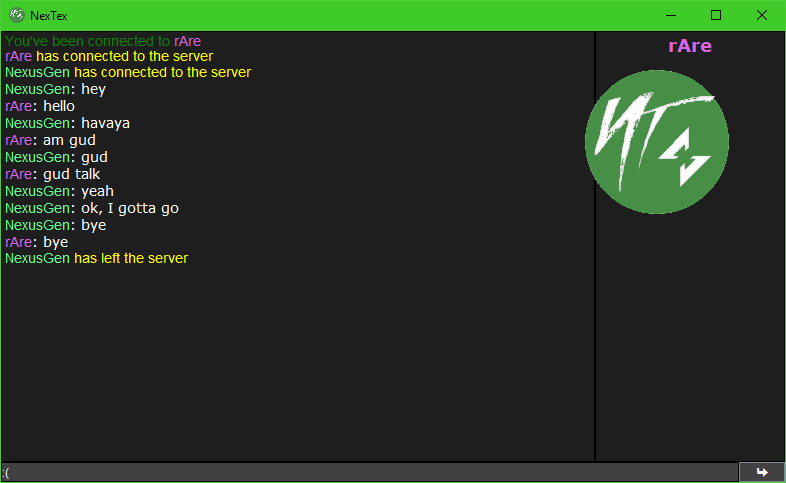 NexTex
You've been connected to rAre
rAre has connected to the server
NexusGen has connected to the server
NexusGen: hey
rAre: hello
NexusGen: havaya
rAre: am gud
NexusGen: gud
rAre: gud talk
NexusGen: yeah
NexusGen: ok, I gotta go
NexusGen: bye
rAre: bye
NexusGen has left the server
rAre
:(